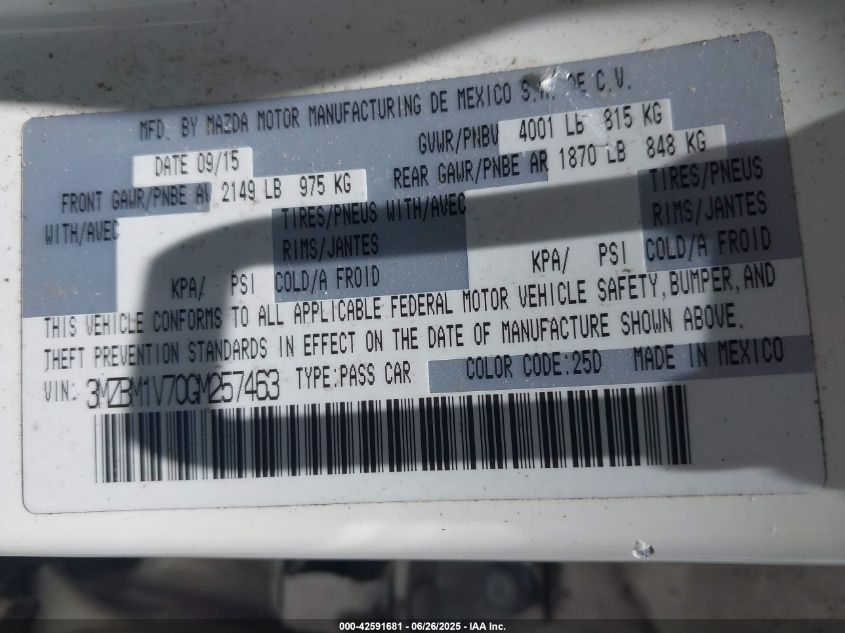 MFD. BY MAZDA MOTOR MANUFACTURING DE MEXICO S.A. DE C.V.
DATE 09/15 GVWR/PNBV 4001 LB 815 KG
FRONT GAWR/PNBE AV 2149 LB 975 KG REAR GAWR/PNBE AR 1870 LB 848 KG
WITH/AVEC TIRES/PNEUS WITH/AVEC TIRES/PNEUS
RIMS/JANTES RIMS/JANTES
KPA/ PSI COLD/A FROID KPA/ PSI COLD/A FROID
THIS VEHICLE CONFORMS TO ALL APPLICABLE FEDERAL MOTOR VEHICLE SAFETY, BUMPER, AND
THEFT PREVENTION STANDARDS IN EFFECT ON THE DATE OF MANUFACTURE SHOWN ABOVE.
VIN: 3MZBM1V70GM257463 TYPE:PASS CAR COLOR CODE:25D MADE IN MEXICO
000-42591681 - 06/26/2025 - IAA Inc.